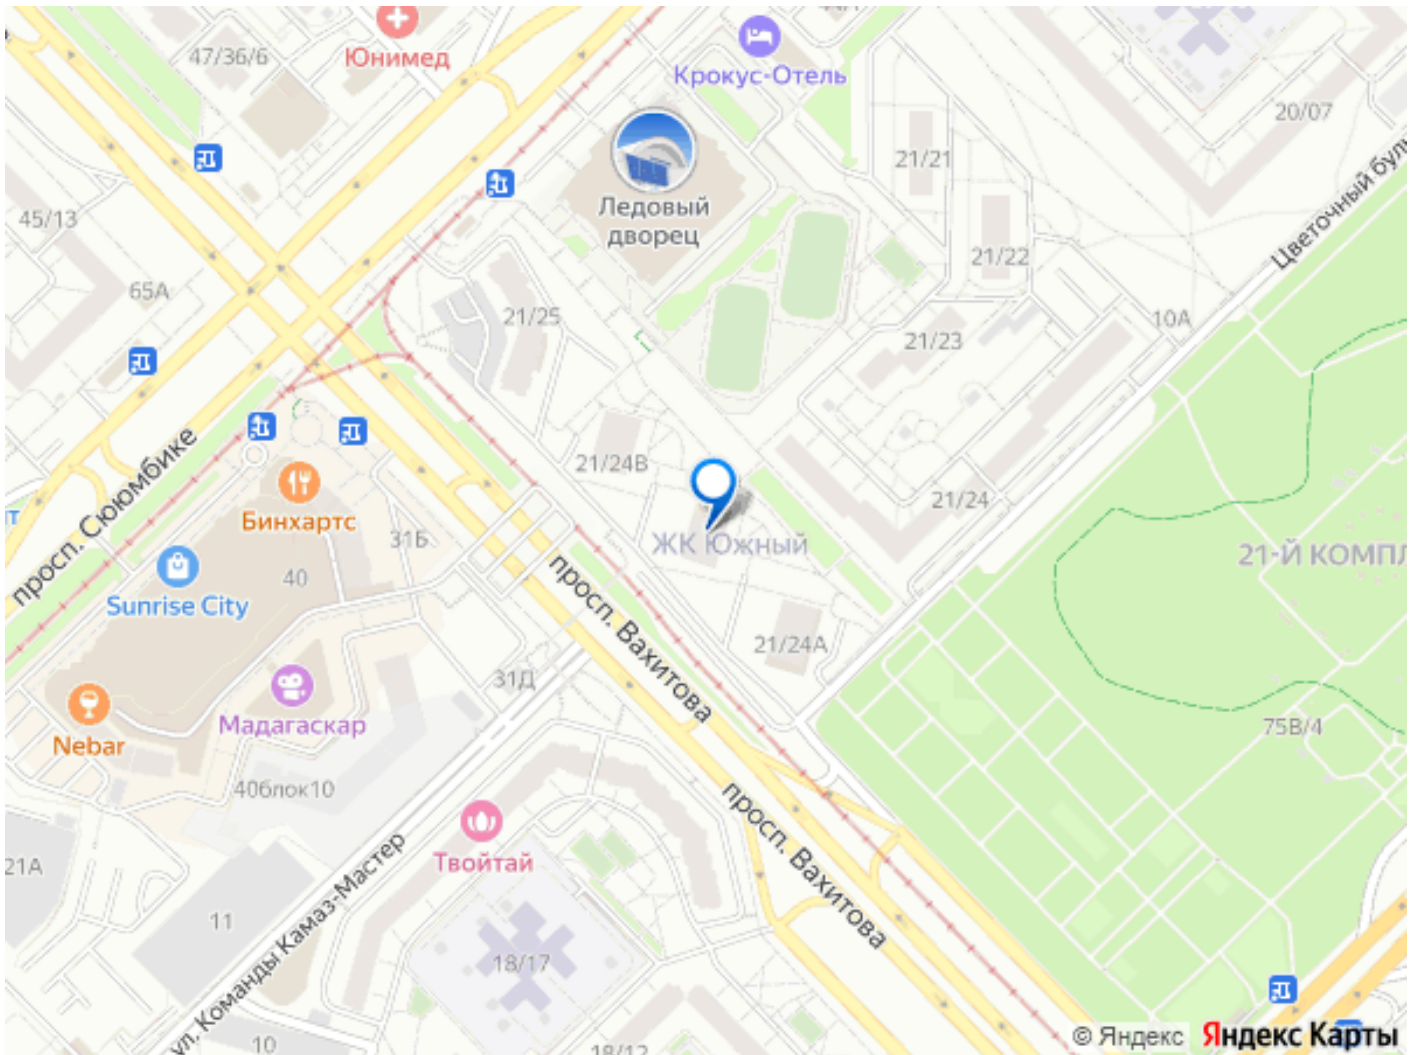 47/36/6
Юнимед
Крокус-Отель
20/07
21/21
Цветочный буль
45/13
Ледовый
дворец
21/22
65А
21/25
10А
21/23
просп. Сююмбике
21/24В
21/24
Бинхартс
31Б
ЖК Южный
21-Й КОМПЛ
40
Sunrise City
просп. Вахитова
21/24А
31Д
Мадагаскар
Nebar
75В/4
40блок10
просп. Вахитова
Твойтай
21А
11
ул. Команды Камаз-Мастер
18/17
10
18/12
© Яндекс Яндекс Карты